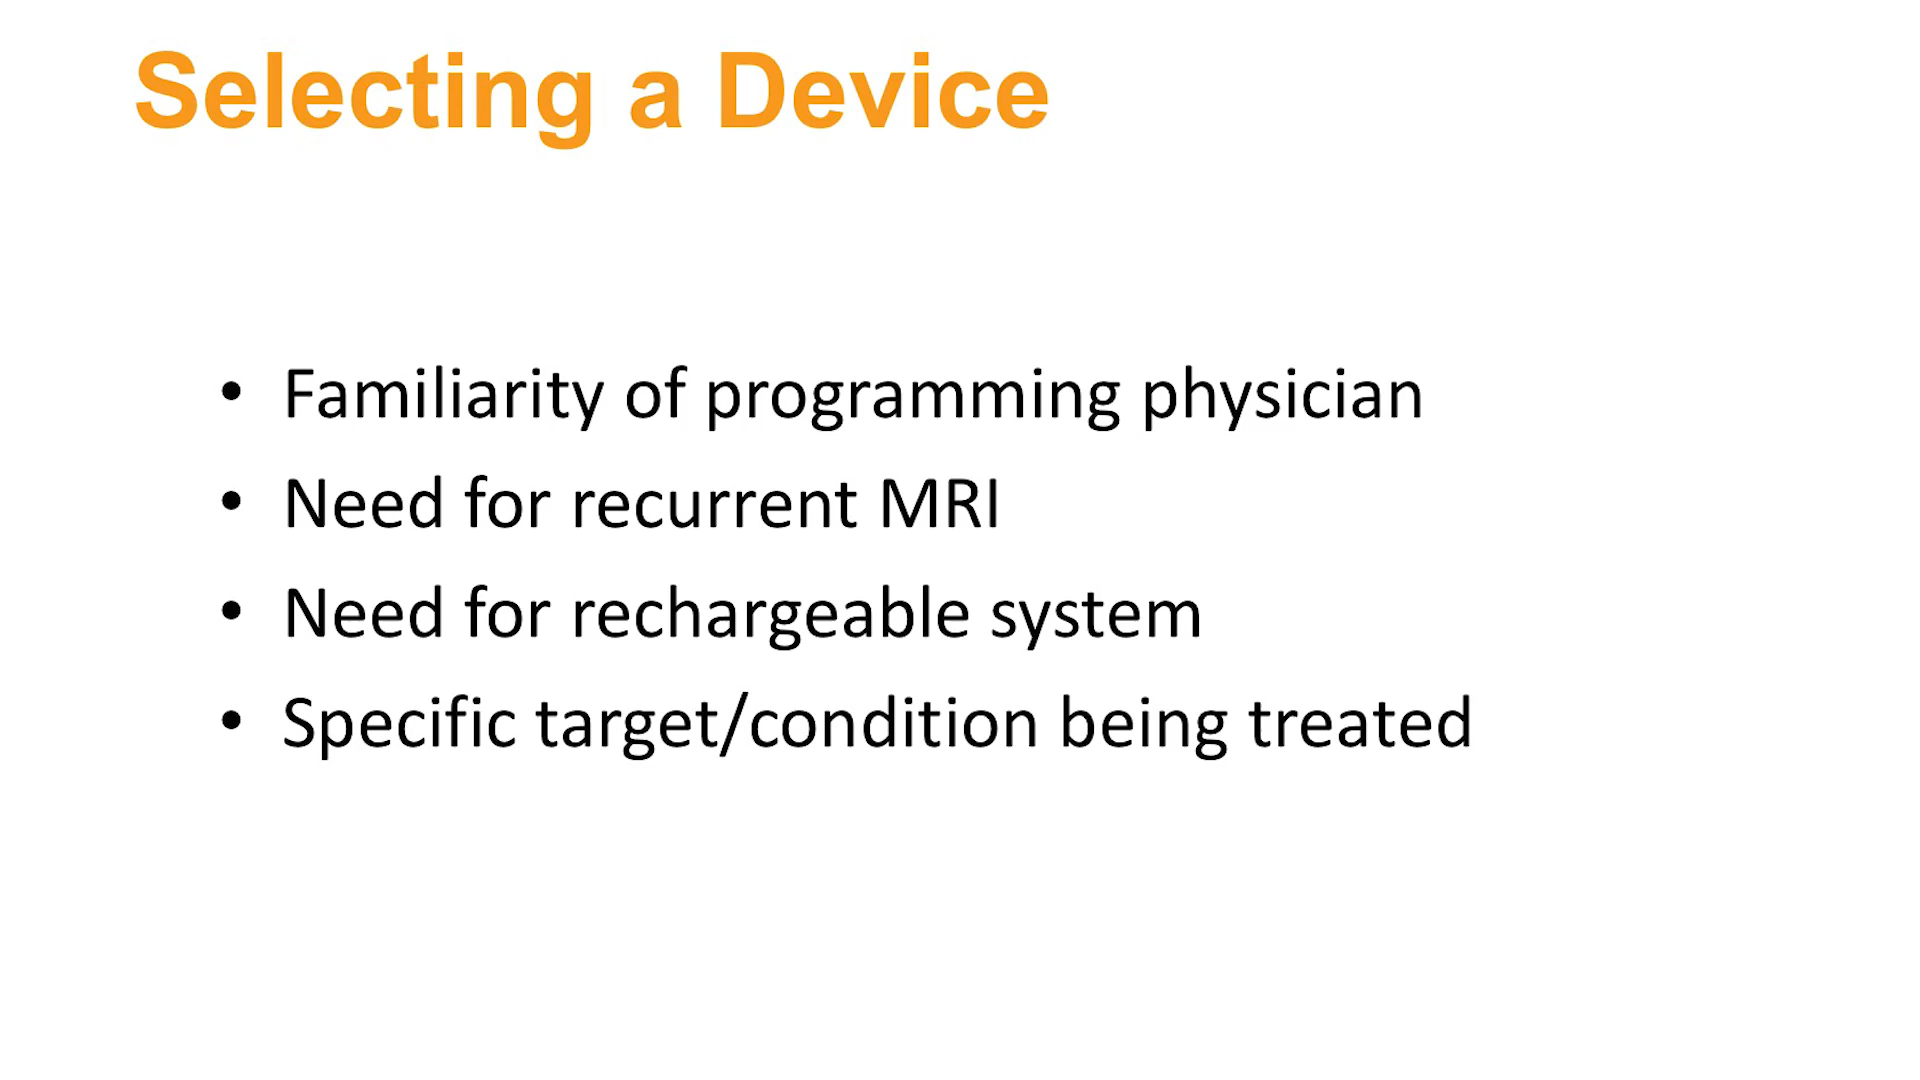 Selecting a Device
• Familiarity of programming physician
• Need for recurrent MRI
• Need for rechargeable system
• Specific target/condition being treated